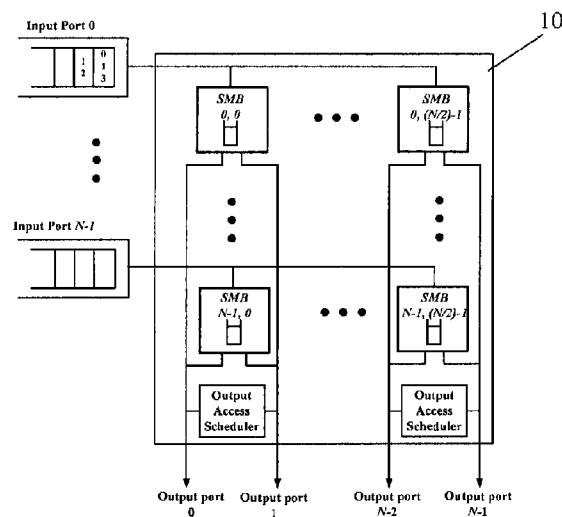 Input Port 0
10
1
2
0
1
3
SMB
0, 0
SMB
0, (N/2)-1
Input Port N-1
SMB
N-1, 0
SMB
N-1, (N/2)-1
Output
Access
Scheduler
Output
Access
Scheduler
Output port
0
Output port
1
Output port
N-2
Output port
N-1